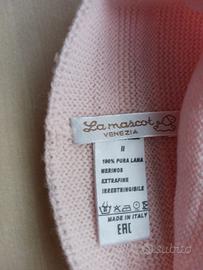 La mascot
VENEZIA
II
100% PURA LANA
MERINOS
EXTRAFINE
IRRESTRINGIBILE
MADE IN ITALY
EAC
subito